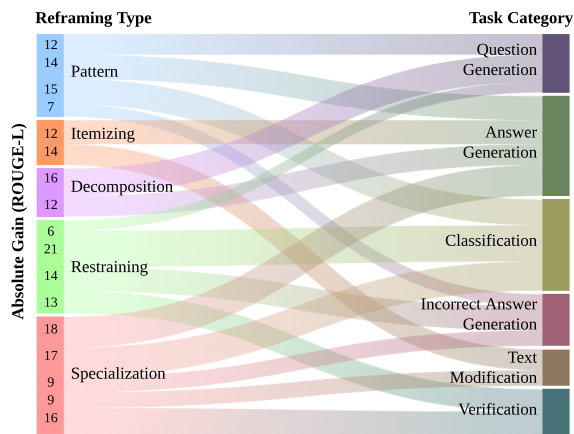 Reframing Type
Task Category
Absolute Gain (ROUGE-L)
12
14
15
7
Pattern
12
14
Itemizing
16
12
Decomposition
6
21
14
13
Restraining
18
17
9
9
16
Specialization
Question
Generation
Answer
Generation
Classification
Incorrect Answer
Generation
Text
Modification
Verification